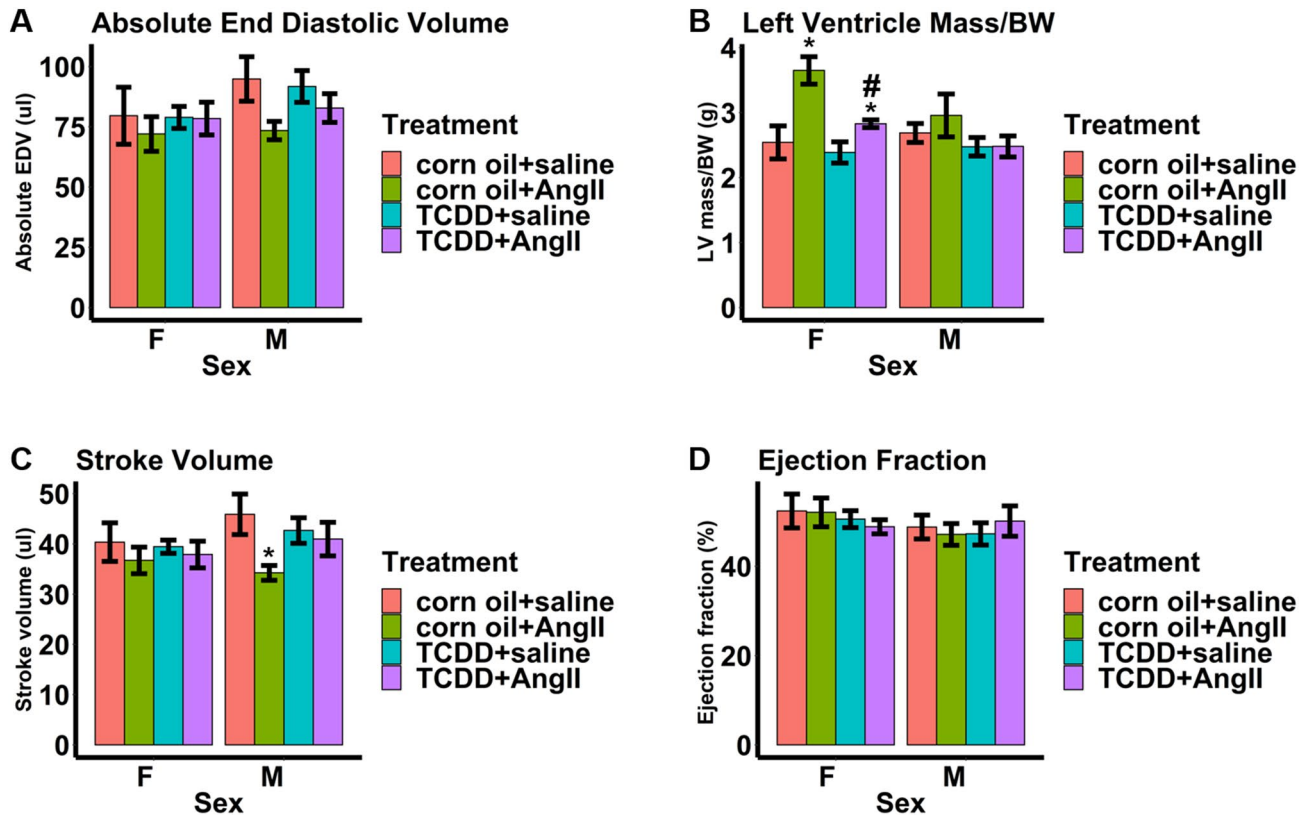 A Absolute End Diastolic Volume
Absolute EDV (ul)
100
75
50
25
0
F M
Sex
Treatment
corn oil+saline
corn oil+AngII
TCDD+saline
TCDD+AngII
B Left Ventricle Mass/BW
LV mass/BW (g)
4
3
2
1
0
*
#
*
F M
Sex
Treatment
corn oil+saline
corn oil+AngII
TCDD+saline
TCDD+AngII
C Stroke Volume
Stroke volume (ul)
50
40
30
20
10
0
*
F M
Sex
Treatment
corn oil+saline
corn oil+AngII
TCDD+saline
TCDD+AngII
D Ejection Fraction
Ejection fraction (%)
40
20
0
F M
Sex
Treatment
corn oil+saline
corn oil+AngII
TCDD+saline
TCDD+AngII